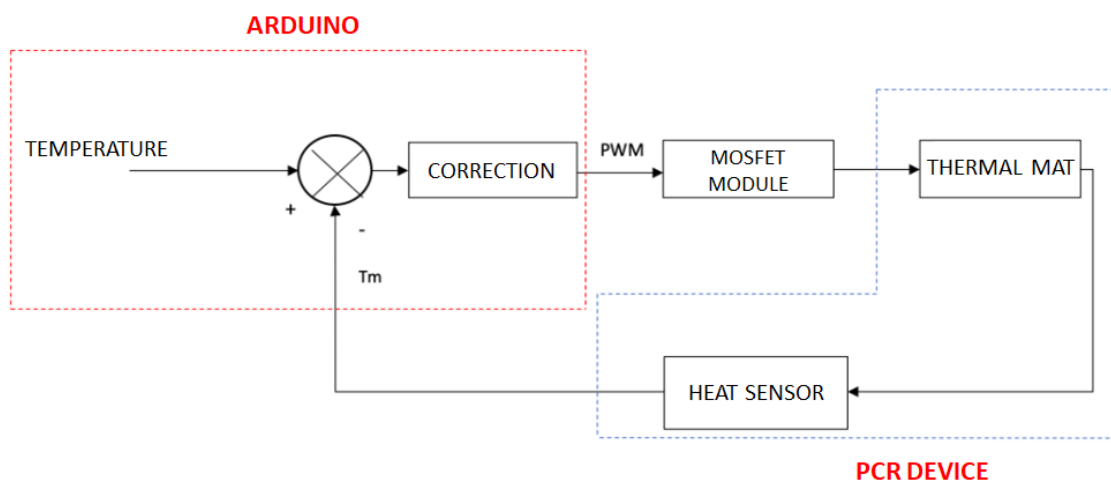 ARDUINO
TEMPERATURE
+
-
Tm
CORRECTION
PWM
MOSFET
MODULE
THERMAL MAT
HEAT SENSOR
PCR DEVICE